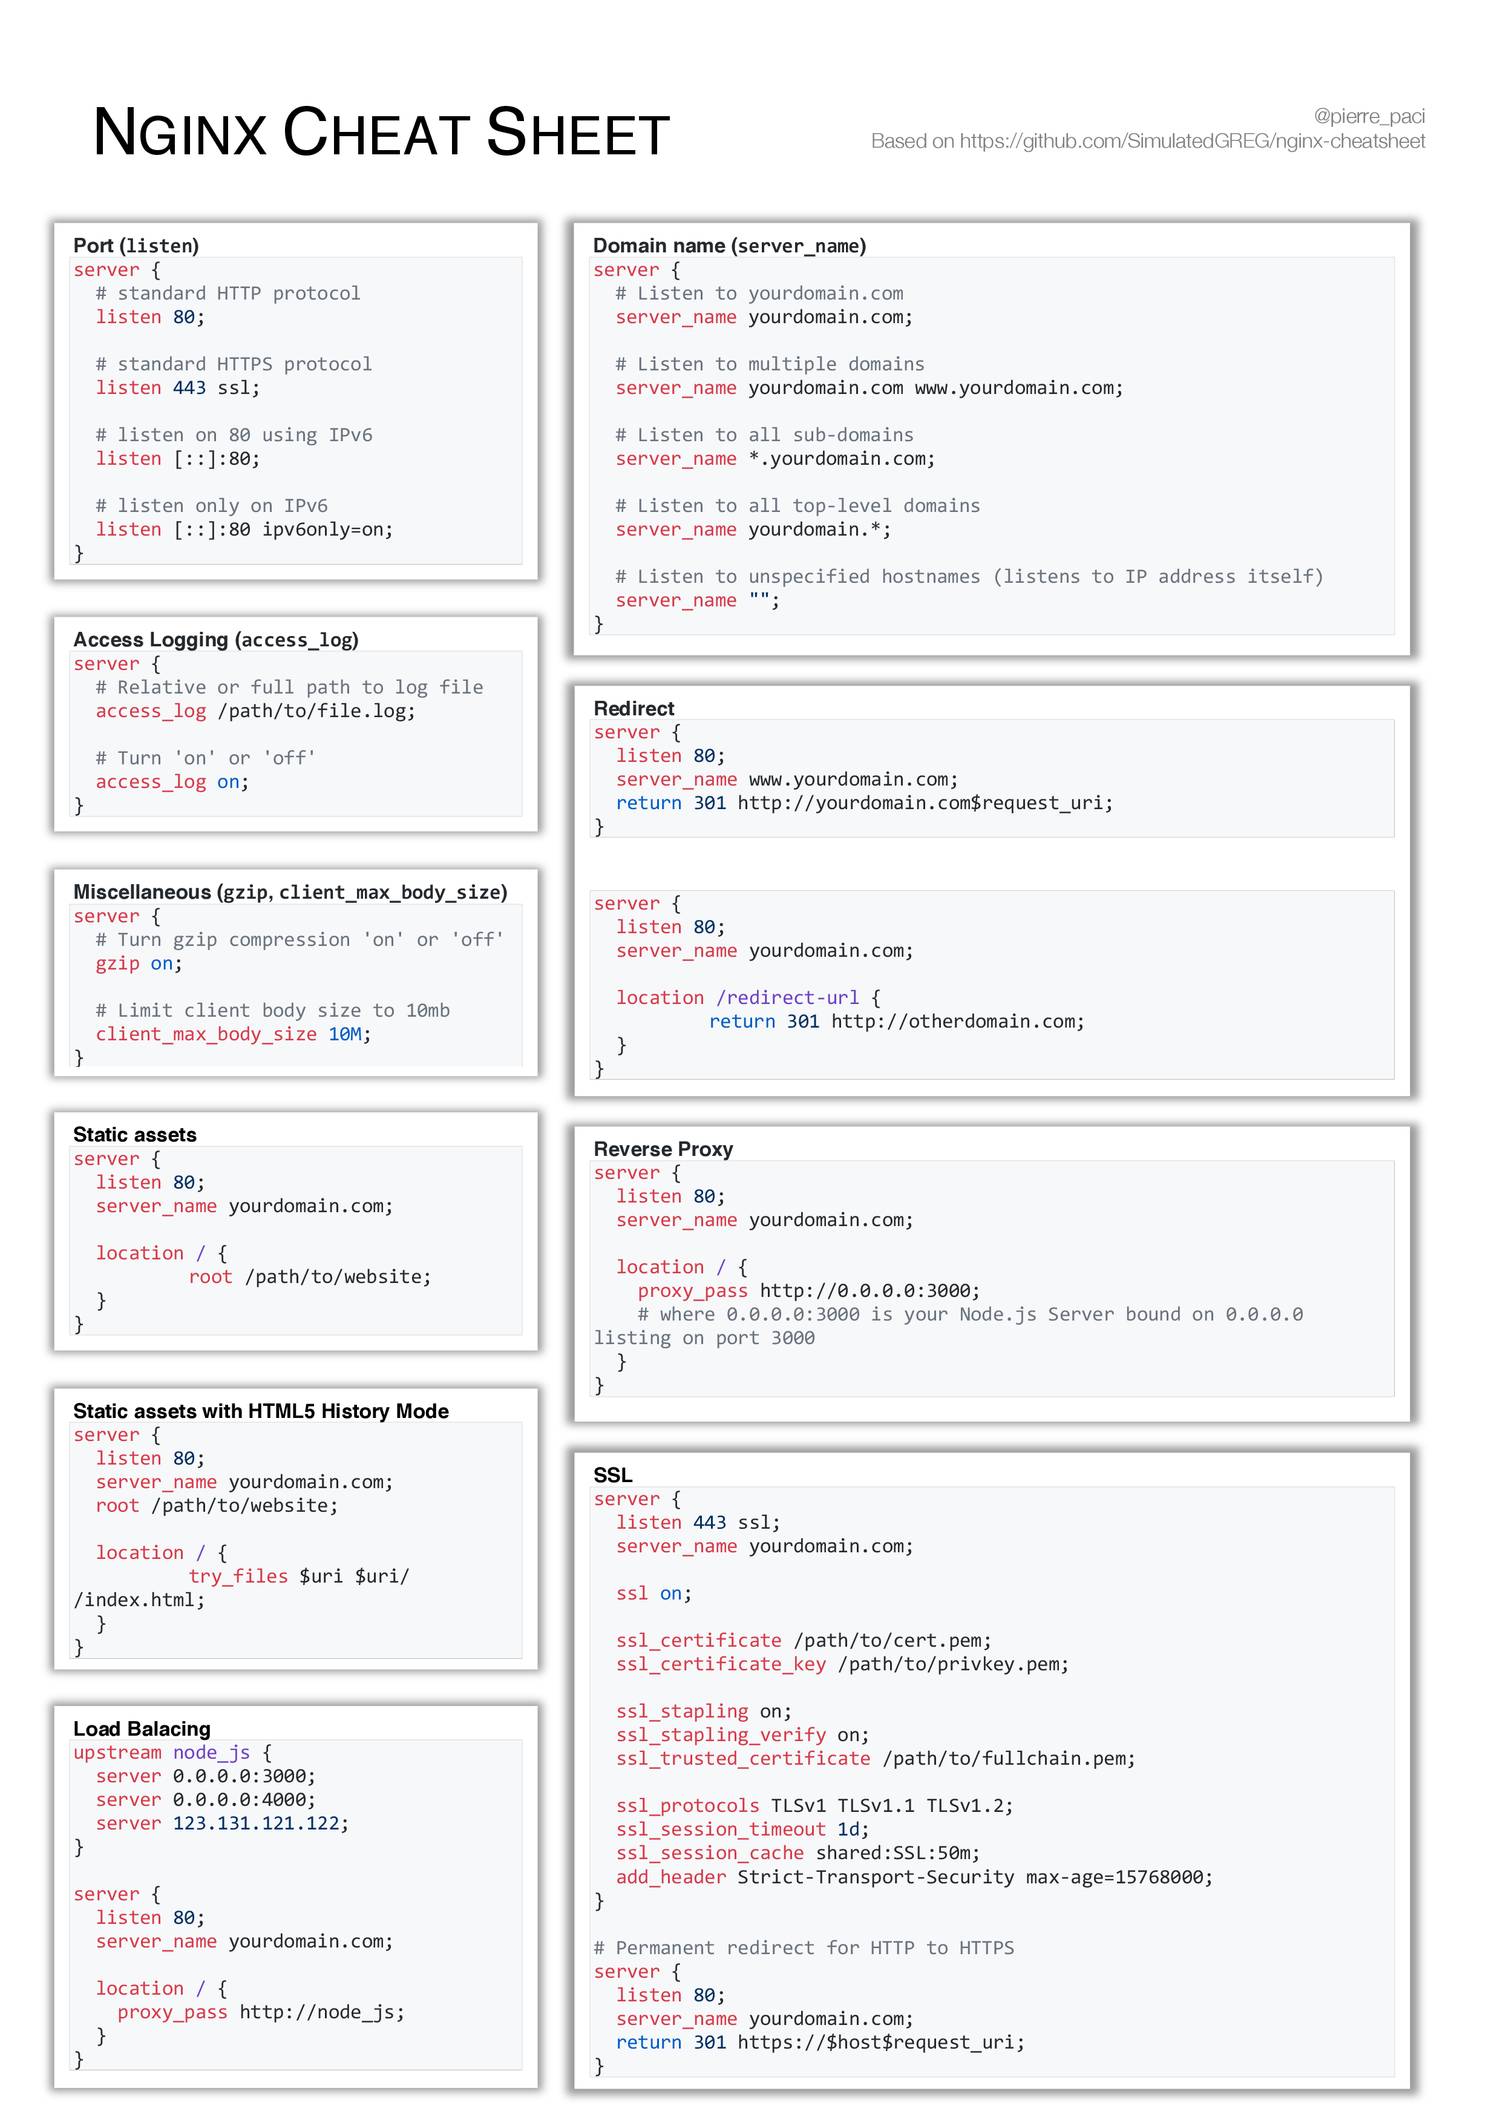 NGINX CHEAT SHEET
@pierre_paci
Based on https://github.com/SimulatedGREG/nginx-cheatsheet
Port (listen)
server {
  # standard HTTP protocol
  listen 80;

  # standard HTTPS protocol
  listen 443 ssl;

  # listen on 80 using IPv6
  listen [::]:80;

  # listen only on IPv6
  listen [::]:80 ipv6only=on;
}
Access Logging (access_log)
server {
  # Relative or full path to log file
  access_log /path/to/file.log;

  # Turn 'on' or 'off'
  access_log on;
}
Miscellaneous (gzip, client_max_body_size)
server {
  # Turn gzip compression 'on' or 'off'
  gzip on;

  # Limit client body size to 10mb
  client_max_body_size 10M;
}
Static assets
server {
  listen 80;
  server_name yourdomain.com;

  location / {
          root /path/to/website;
  }
}
Static assets with HTML5 History Mode
server {
  listen 80;
  server_name yourdomain.com;
  root /path/to/website;

  location / {
          try_files $uri $uri/
/index.html;
  }
}
Load Balacing
upstream node_js {
  server 0.0.0.0:3000;
  server 0.0.0.0:4000;
  server 123.131.121.122;
}

server {
  listen 80;
  server_name yourdomain.com;

  location / {
    proxy_pass http://node_js;
  }
}
Domain name (server_name)
server {
  # Listen to yourdomain.com
  server_name yourdomain.com;

  # Listen to multiple domains
  server_name yourdomain.com www.yourdomain.com;

  # Listen to all sub-domains
  server_name *.yourdomain.com;

  # Listen to all top-level domains
  server_name yourdomain.*;

  # Listen to unspecified hostnames (listens to IP address itself)
  server_name "";
}
Redirect
server {
  listen 80;
  server_name www.yourdomain.com;
  return 301 http://yourdomain.com$request_uri;
}

server {
  listen 80;
  server_name yourdomain.com;

  location /redirect-url {
          return 301 http://otherdomain.com;
  }
}
Reverse Proxy
server {
  listen 80;
  server_name yourdomain.com;

  location / {
    proxy_pass http://0.0.0.0:3000;
    # where 0.0.0.0:3000 is your Node.js Server bound on 0.0.0.0
listing on port 3000
  }
}
SSL
server {
  listen 443 ssl;
  server_name yourdomain.com;

  ssl on;

  ssl_certificate /path/to/cert.pem;
  ssl_certificate_key /path/to/privkey.pem;

  ssl_stapling on;
  ssl_stapling_verify on;
  ssl_trusted_certificate /path/to/fullchain.pem;

  ssl_protocols TLSv1 TLSv1.1 TLSv1.2;
  ssl_session_timeout 1d;
  ssl_session_cache shared:SSL:50m;
  add_header Strict-Transport-Security max-age=15768000;
}

# Permanent redirect for HTTP to HTTPS
server {
  listen 80;
  server_name yourdomain.com;
  return 301 https://$host$request_uri;
}